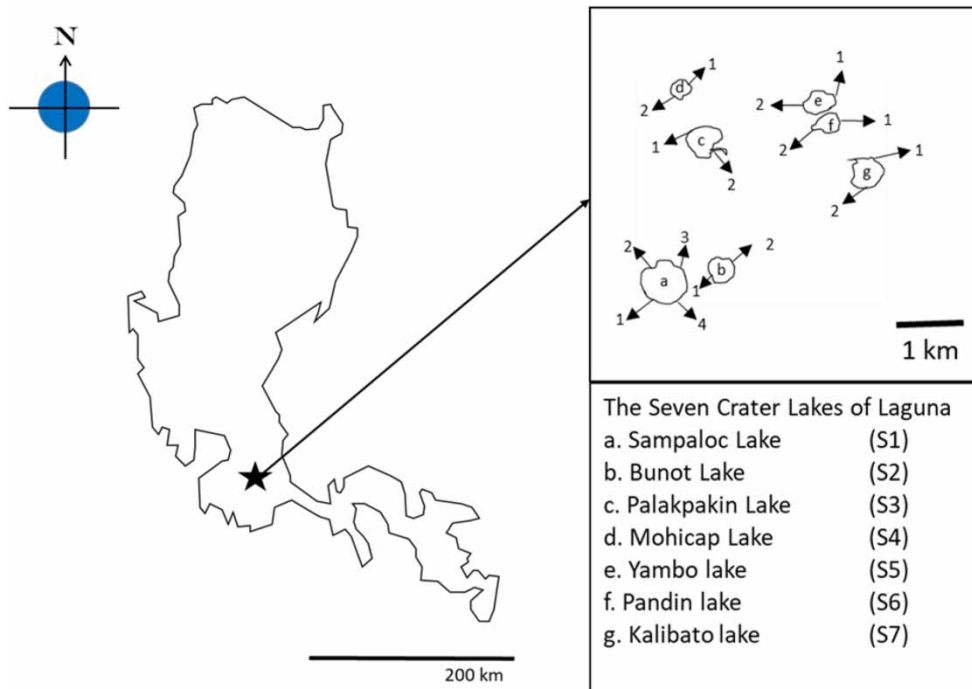 N
200 km
1
d
2
1
e
2
f
1
2
1
c
2
1
g
2
2
3
a
1
4
b
2
1
1 km
The Seven Crater Lakes of Laguna
a. Sampaloc Lake (S1)
b. Bunot Lake (S2)
c. Palakpakin Lake (S3)
d. Mohicap Lake (S4)
e. Yambo lake (S5)
f. Pandin lake (S6)
g. Kalibato lake (S7)